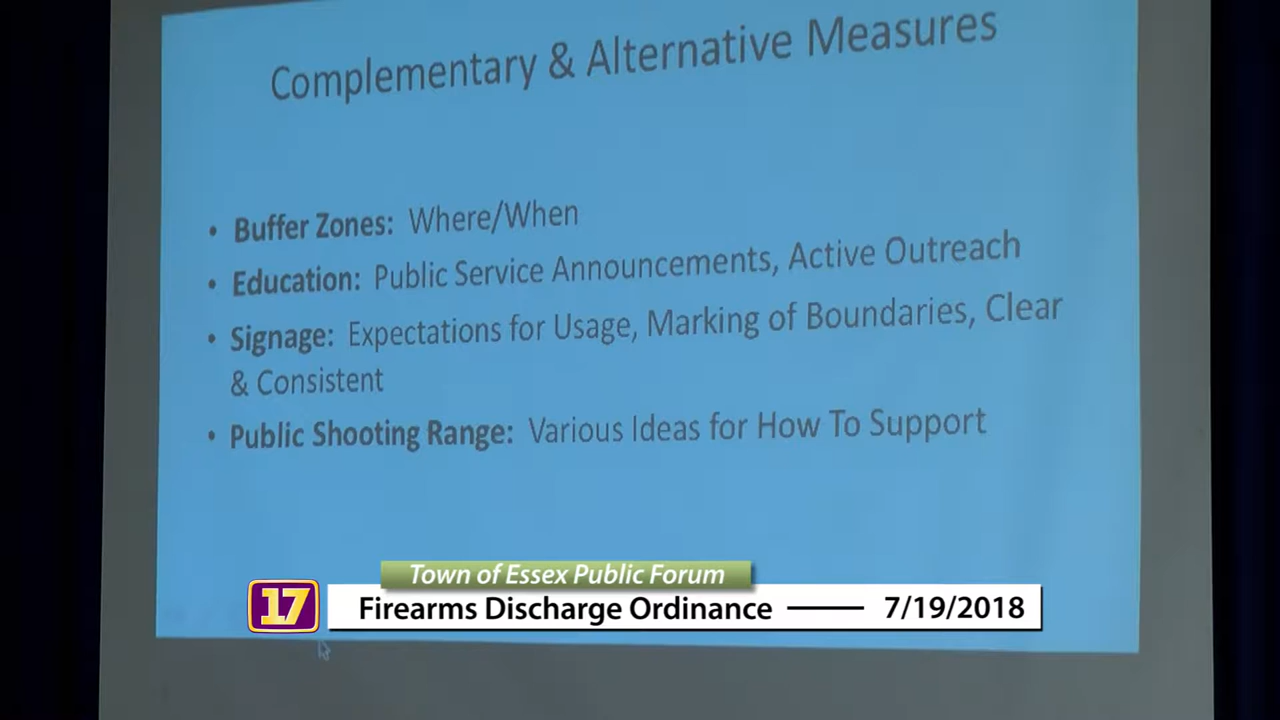 Complementary & Alternative Measures
• Buffer Zones: Where/When
• Education: Public Service Announcements, Active Outreach
• Signage: Expectations for Usage, Marking of Boundaries, Clear
& Consistent
• Public Shooting Range: Various Ideas for How To Support
Town of Essex Public Forum
17
Firearms Discharge Ordinance —— 7/19/2018